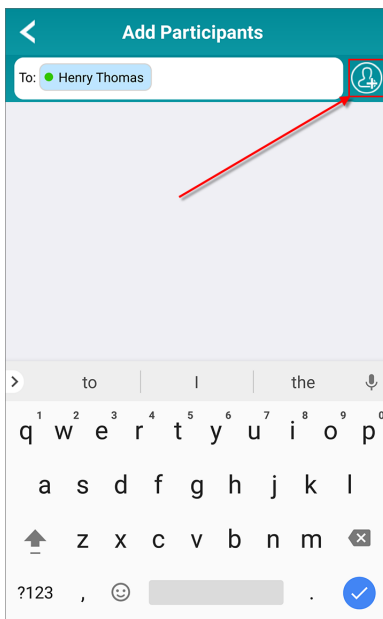 Add Participants
To: Henry Thomas
to I the
1 2 3 4 5 6 7 8 9 0
q w e r t y u i o p
a s d f g h j k l
z x c v b n m
?123 , .